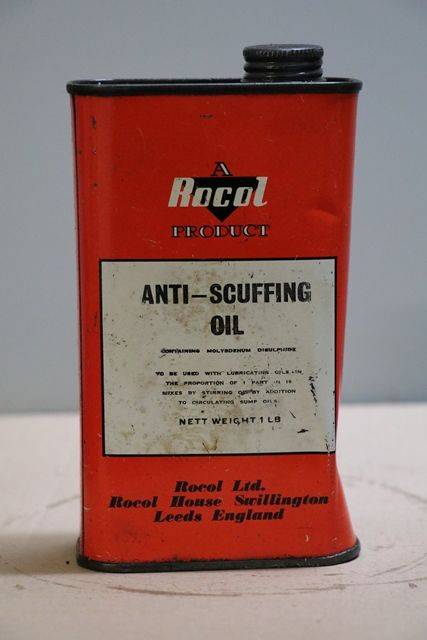 A
Rocol
PRODUCT
ANTI-SCUFFING
OIL
CONTAINING MOLYBDENUM DISULPHIDE
TO BE USED WITH LUBRICATING OILS IN
THE PROPORTION OF 1 PART IN 10
MIXES BY STIRRING OR BY ADDITION
TO CIRCULATING SUMP OILS.
NETT WEIGHT 1 LB
Rocol Ltd.
Rocol House Swillington
Leeds England